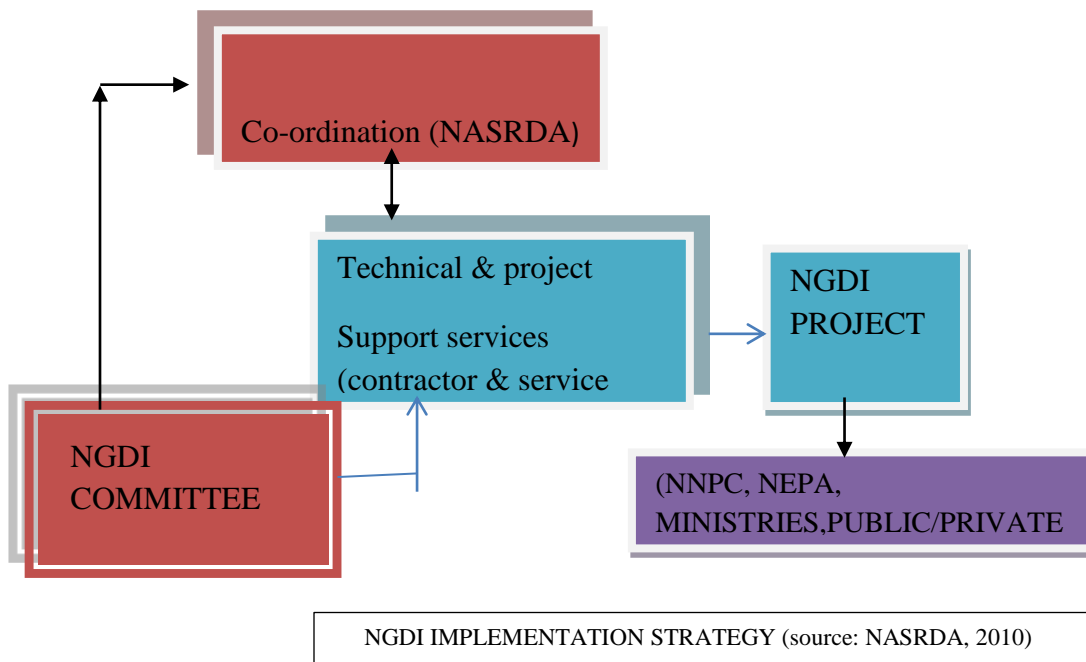 Co-ordination (NASRDA)
Technical & project
Support services
(contractor & service
NGDI
PROJECT
NGDI
COMMITTEE
(NNPC, NEPA,
MINISTRIES,PUBLIC/PRIVATE
NGDI IMPLEMENTATION STRATEGY (source: NASRDA, 2010)